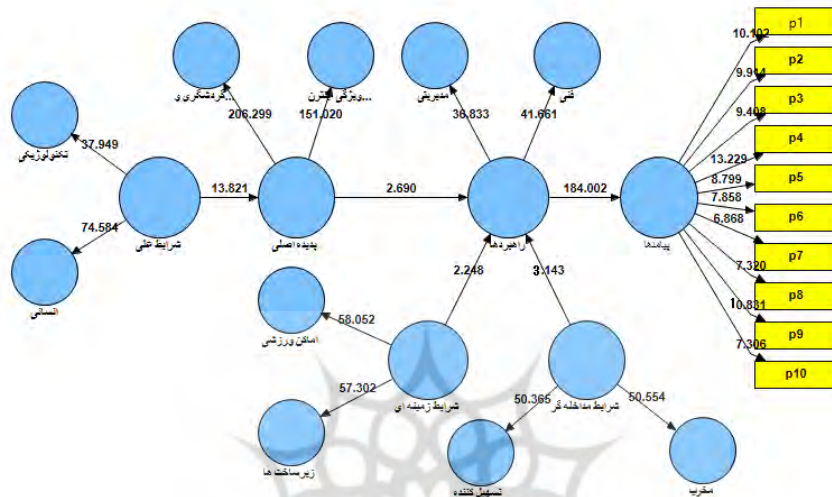 p1
10.102
p2
9.914
گردشگری و...
ویژگی اکترن...
مدیریتی
فنی
p3
9.408
206.299
151.020
36.833
41.661
تکنولوژیکی
37.949
p4
13.229
p5
8.799
13.821
2.690
184.002
7.858
p6
6.868
74.584
شرایط علی
پدیده اصلی
راهبردها
پیامدها
p7
7.320
2.248
3.143
p8
انسانی
10.831
58.052
اماکن ورزشی
p9
7.306
p10
57.302
50.365
50.554
شرایط زمینه ای
شرایط مداخله گر
زیرساخت ها
تسهیل کننده
مخرب